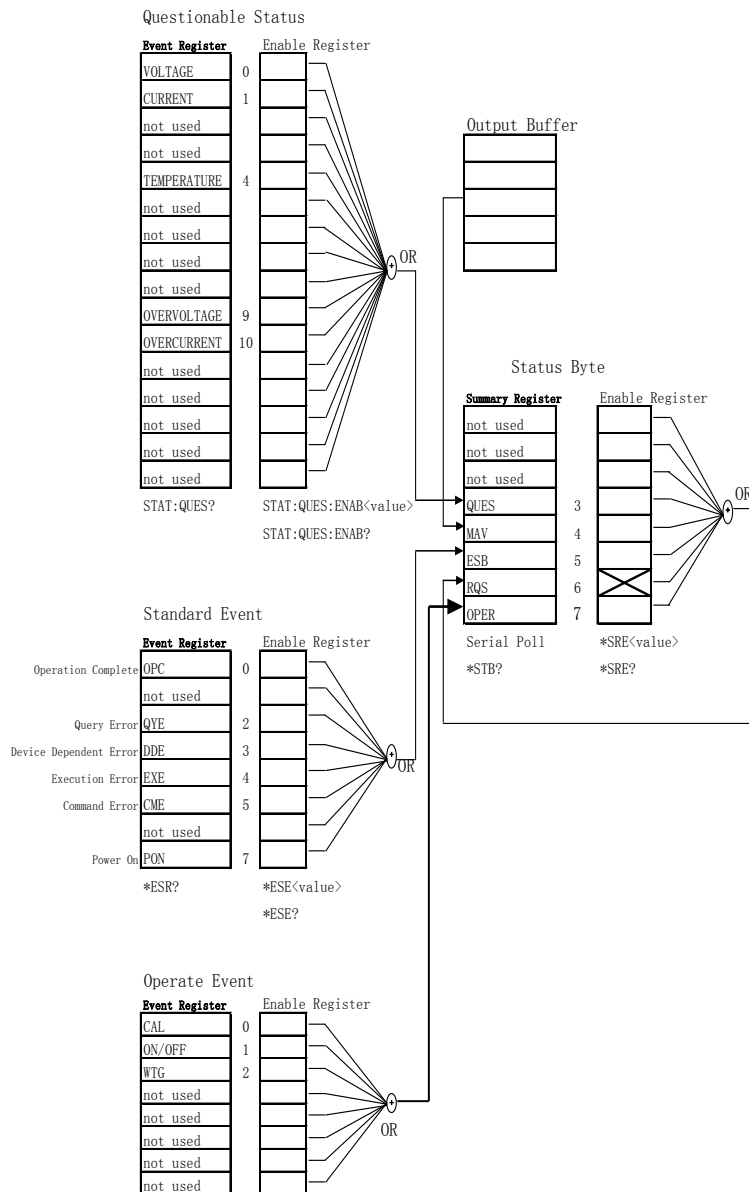 Questionable Status
Event Register
Enable Register
VOLTAGE 0
CURRENT 1
not used
not used
TEMPERATURE 4
not used
not used
not used
not used
OVERVOLTAGE 9
OVERCURRENT 10
not used
not used
not used
not used
not used
+
OR
STAT:QUES?
STAT:QUES:ENAB<value>
STAT:QUES:ENAB?
Output Buffer
Status Byte
Summary Register
Enable Register
not used
not used
not used
QUES 3
MAV 4
ESB 5
RQS 6
OPER 7
+
OR
Serial Poll
*STB?
*SRE<value>
*SRE?
Standard Event
Event Register
Enable Register
Operation Complete OPC 0
not used
Query Error QYE 2
Device Dependent Error DDE 3
Execution Error EXE 4
Command Error CME 5
not used
Power On PON 7
+
OR
*ESR?
*ESE<value>
*ESE?
Operate Event
Event Register
Enable Register
CAL 0
ON/OFF 1
WTG 2
not used
not used
not used
not used
not used
+
OR